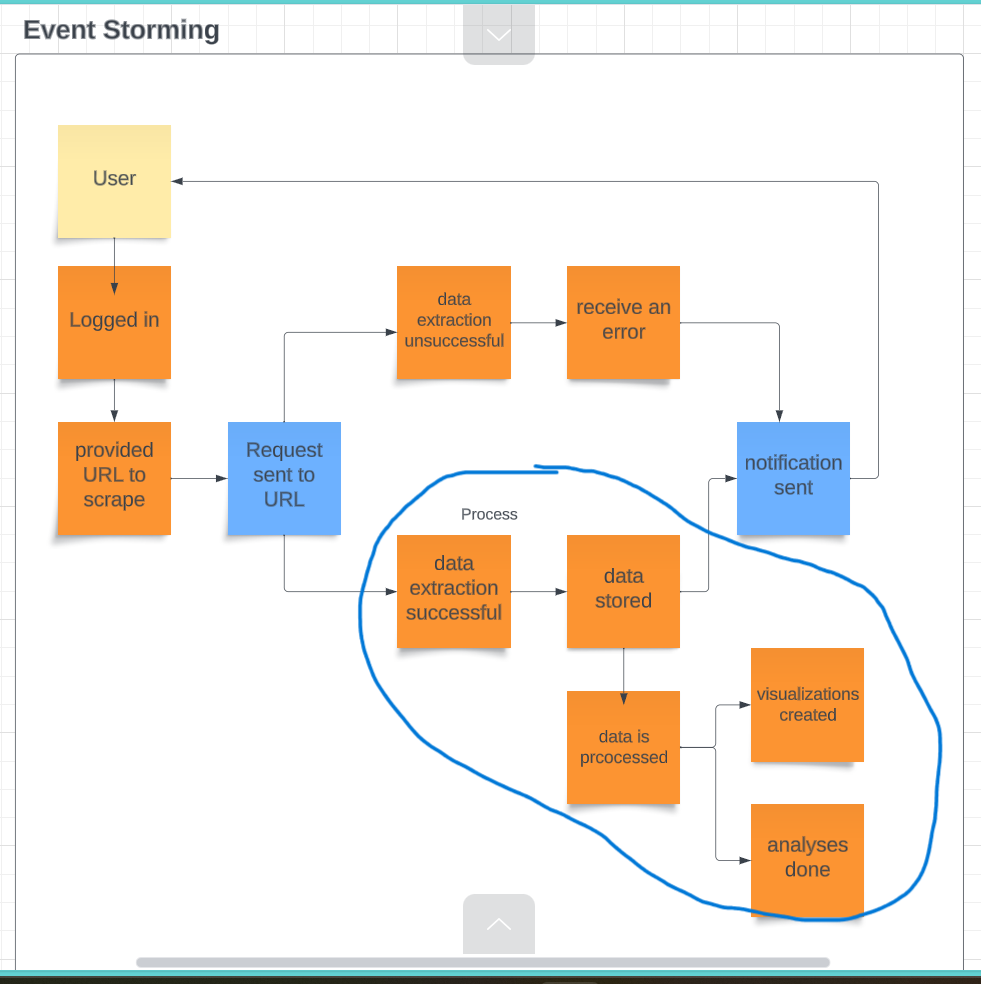 Event Storming
User
Logged in
provided
URL to
scrape
Request
sent to
URL
data
extraction
unsuccessful
receive an
error
notification
sent
Process
data
extraction
successful
data
stored
data is
prcocessed
visualizations
created
analyses
done